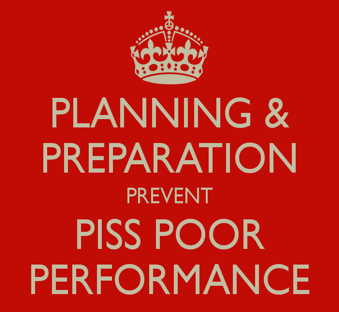 PLANNING &
PREPARATION
PREVENT
PISS POOR
PERFORMANCE